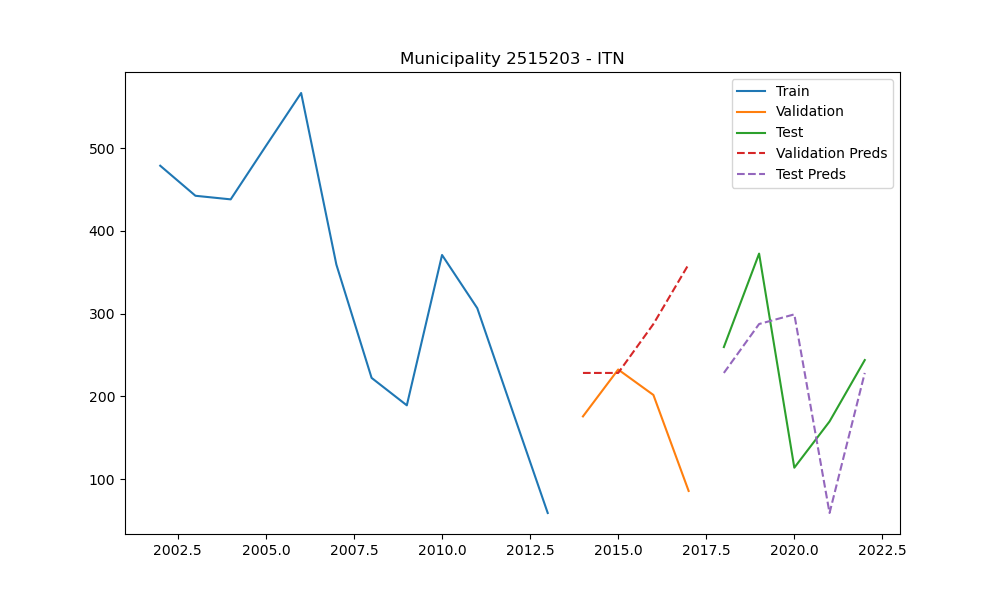 Municipality 2515203 - ITN
Train
Validation
Test
Validation Preds
Test Preds
500
400
300
200
100
2002.5 2005.0 2007.5 2010.0 2012.5 2015.0 2017.5 2020.0 2022.5